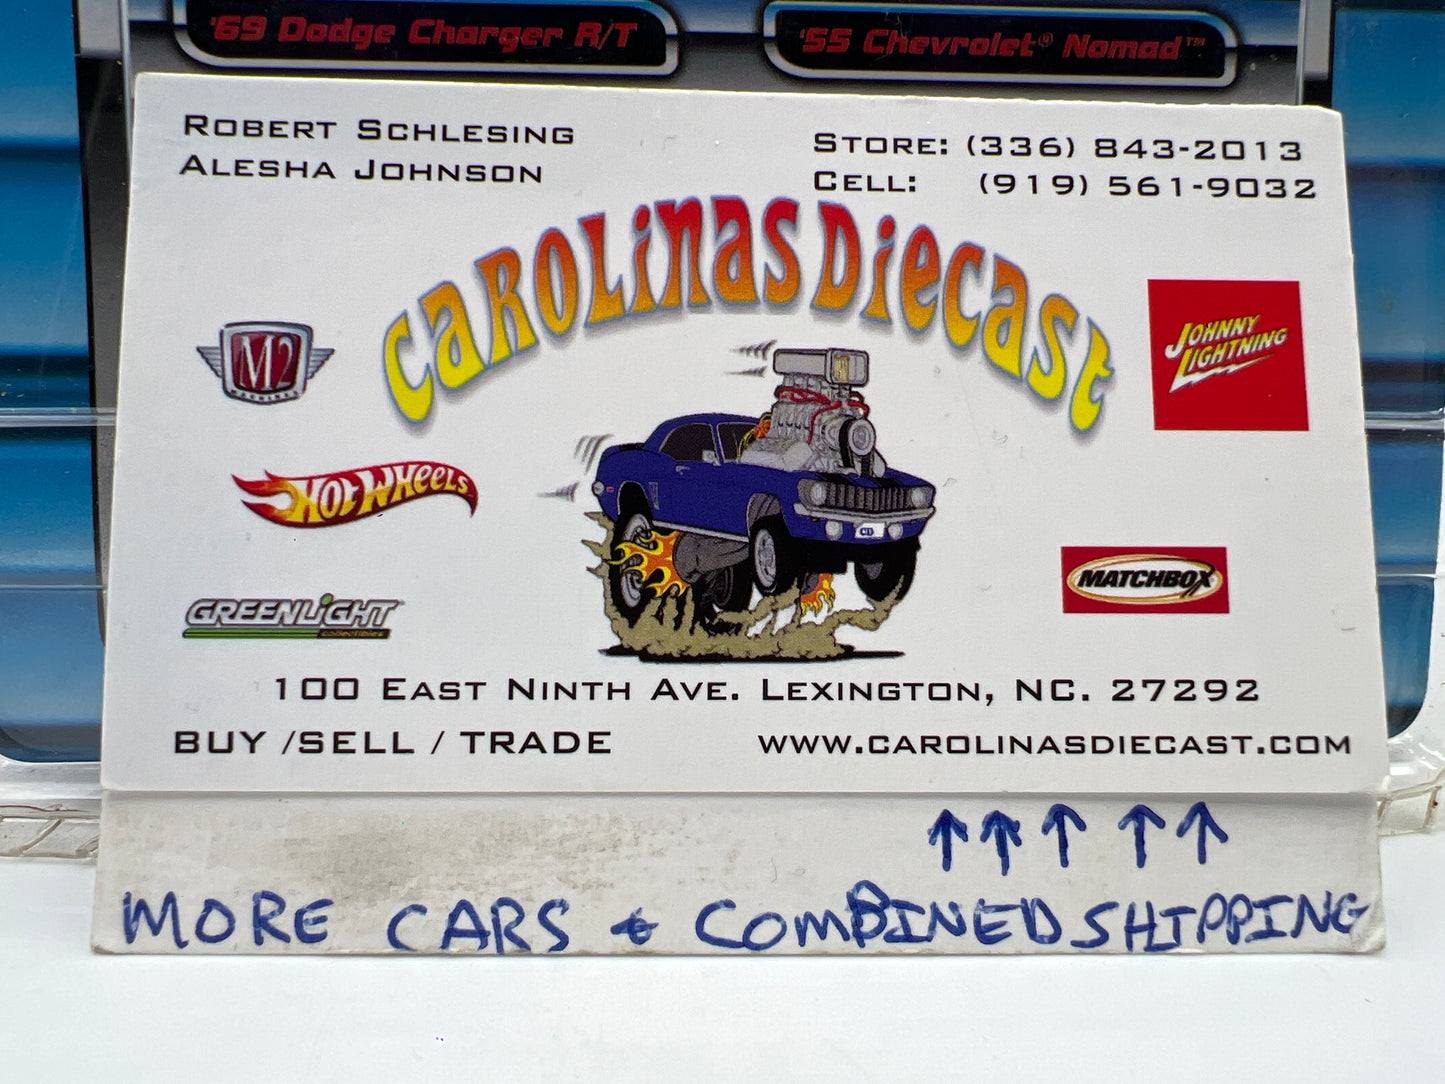 '69 Dodge Charger R/T
'55 Chevrolet® Nomad™
Robert Schlesing
Alesha Johnson
Store: (336) 843-2013
Cell: (919) 561-9032
Carolinas Diecast
M2
MACHINES
Johnny Lightning
Hot Wheels
MATCHBOX
GREENLiGHT
collectibles
CD
100 East Ninth Ave. Lexington, NC. 27292
BUY /SELL / TRADE
www.carolinasdiecast.com
↑↑↑↑↑
MORE CARS & COMBINED SHIPPING